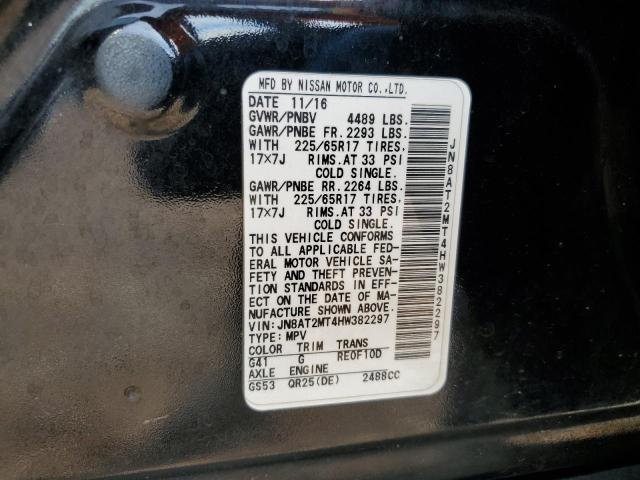 MFD BY NISSAN MOTOR CO.,LTD.
DATE 11/16
GVWR/PNBV 4489 LBS.
GAWR/PNBE FR. 2293 LBS.
WITH 225/65R17 TIRES,
17X7J RIMS.AT 33 PSI
COLD SINGLE.
GAWR/PNBE RR. 2264 LBS.
WITH 225/65R17 TIRES,
17X7J RIMS.AT 33 PSI
COLD SINGLE.
THIS VEHICLE CONFORMS
TO ALL APPLICABLE FED-
ERAL MOTOR VEHICLE SA-
FETY AND THEFT PREVEN-
TION STANDARDS IN EFF-
ECT ON THE DATE OF MA-
NUFACTURE SHOWN ABOVE.
VIN: JN8AT2MT4HW382297
TYPE: MPV
COLOR TRIM TRANS
G41 G RE0F10D
AXLE ENGINE
GS53 QR25(DE) 2488CC
JN8AT2MT4HW382297